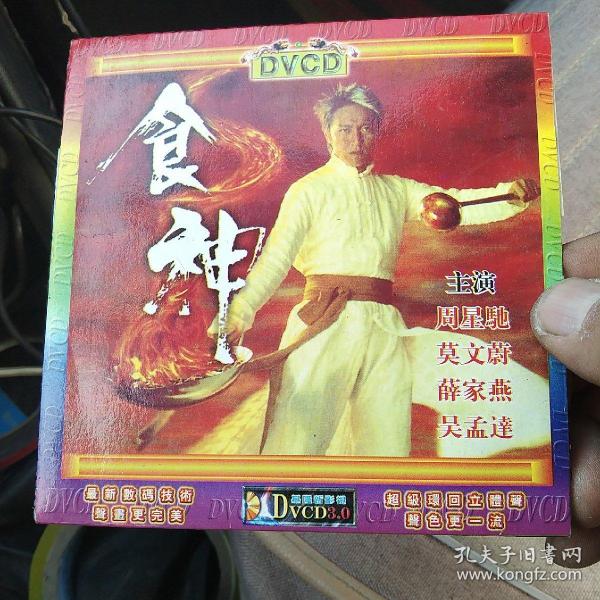 DVCD
食神
主演
周星馳
莫文蔚
薛家燕
吴孟達
最新數碼技術
聲畫更完美
DVCD3.0
超級環回立體聲
聲色更一流
孔夫子旧书网
www.kongfz.com